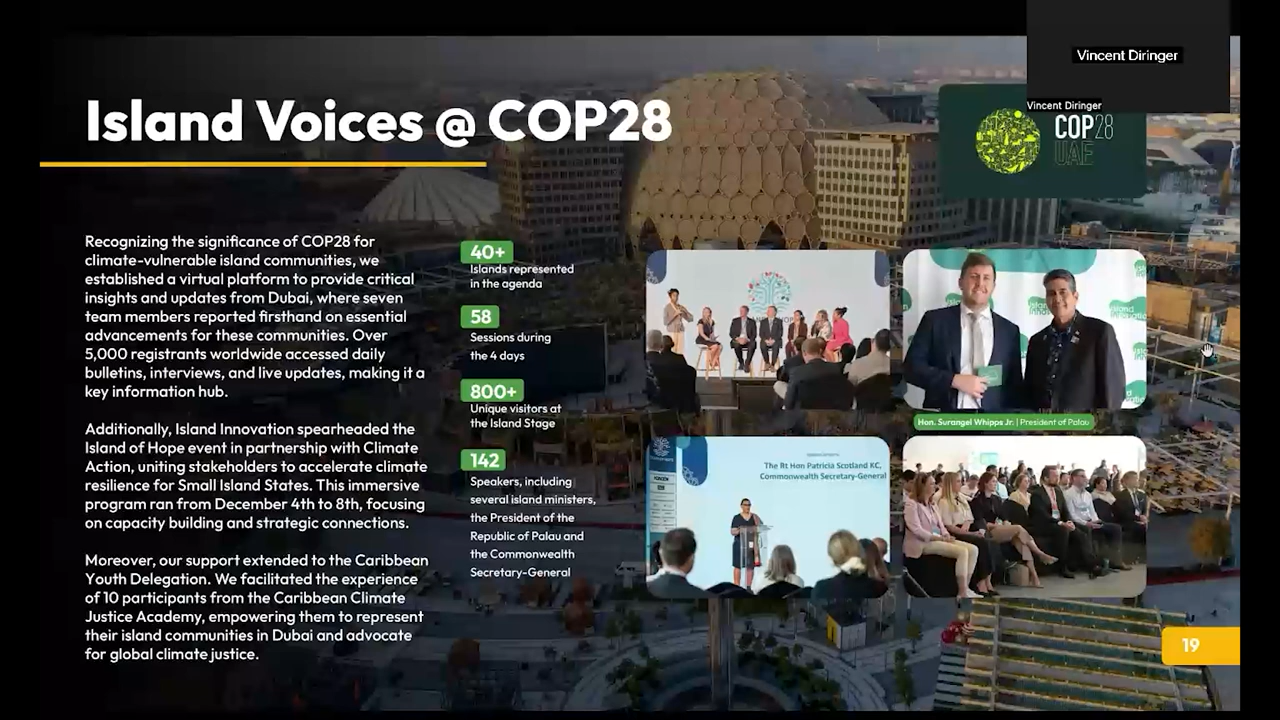 Vincent Diringer
Vincent Diringer
Island Voices @ COP28
COP28
UAE
Recognizing the significance of COP28 for
climate-vulnerable island communities, we
established a virtual platform to provide critical
insights and updates from Dubai, where seven
team members reported firsthand on essential
advancements for these communities. Over
5,000 registrants worldwide accessed daily
bulletins, interviews, and live updates, making it a
key information hub.
Additionally, Island Innovation spearheaded the
Island of Hope event in partnership with Climate
Action, uniting stakeholders to accelerate climate
resilience for Small Island States. This immersive
program ran from December 4th to 8th, focusing
on capacity building and strategic connections.
Moreover, our support extended to the Caribbean
Youth Delegation. We facilitated the experience
of 10 participants from the Caribbean Climate
Justice Academy, empowering them to represent
their island communities in Dubai and advocate
for global climate justice.
40+
Islands represented
in the agenda
58
Sessions during
the 4 days
800+
Unique visitors at
the Island Stage
142
Speakers, including
several island ministers,
the President of the
Republic of Palau and
the Commonwealth
Secretary-General
Hon. Surangel Whipps Jr. | President of Palau
The Rt Hon Patricia Scotland KC,
Commonwealth Secretary-General
19